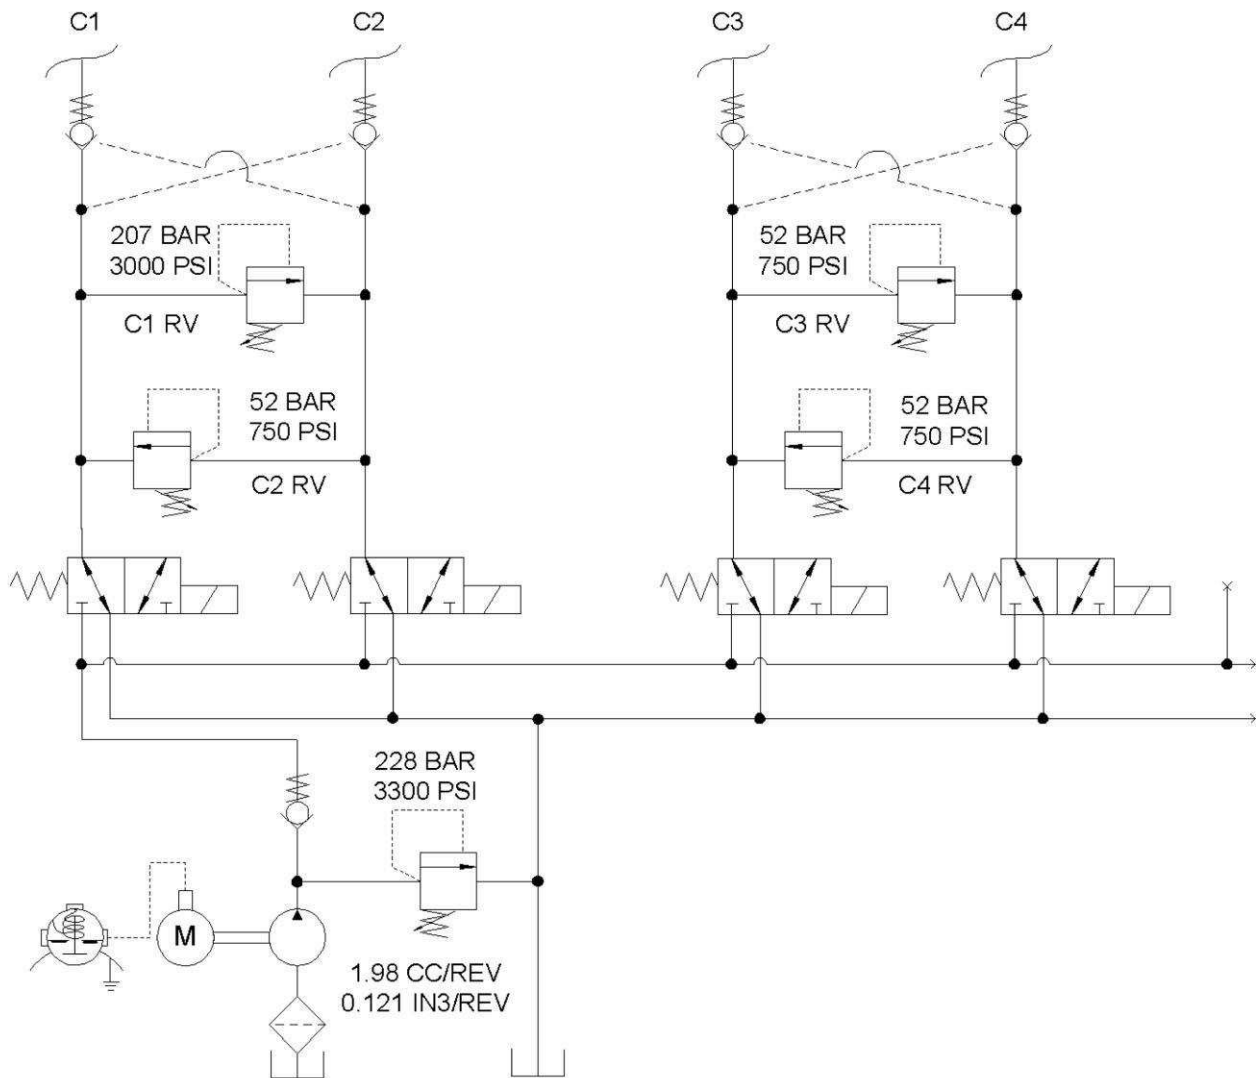 C1
C2
C3
C4
207 BAR
3000 PSI
C1 RV
52 BAR
750 PSI
C3 RV
52 BAR
750 PSI
C2 RV
52 BAR
750 PSI
C4 RV
228 BAR
3300 PSI
M
1.98 CC/REV
0.121 IN3/REV